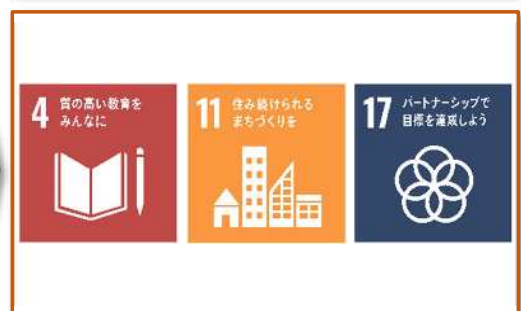 4 質の高い教育を
みんなに
11 住み続けられる
まちづくりを
17 パートナーシップで
目標を達成しよう